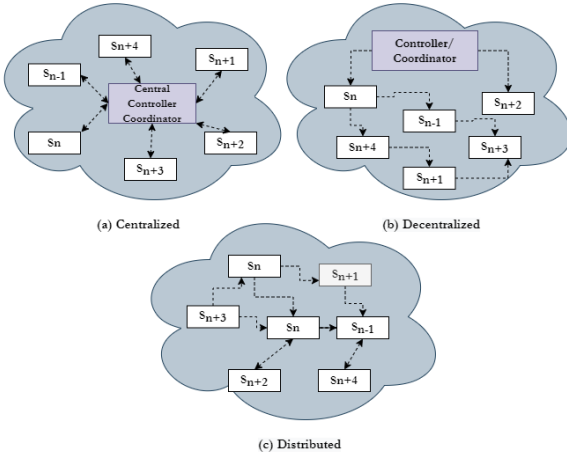 Sn+4
Sn-1
Sn+1
Central
Controller
Coordinator
Sn
Sn+2
Sn+3
(a) Centralized
Controller/
Coordinator
Sn
Sn+2
Sn-1
Sn+4
Sn+3
Sn+1
(b) Decentralized
Sn
Sn+1
Sn+3
Sn
Sn-1
Sn+2
Sn+4
(c) Distributed